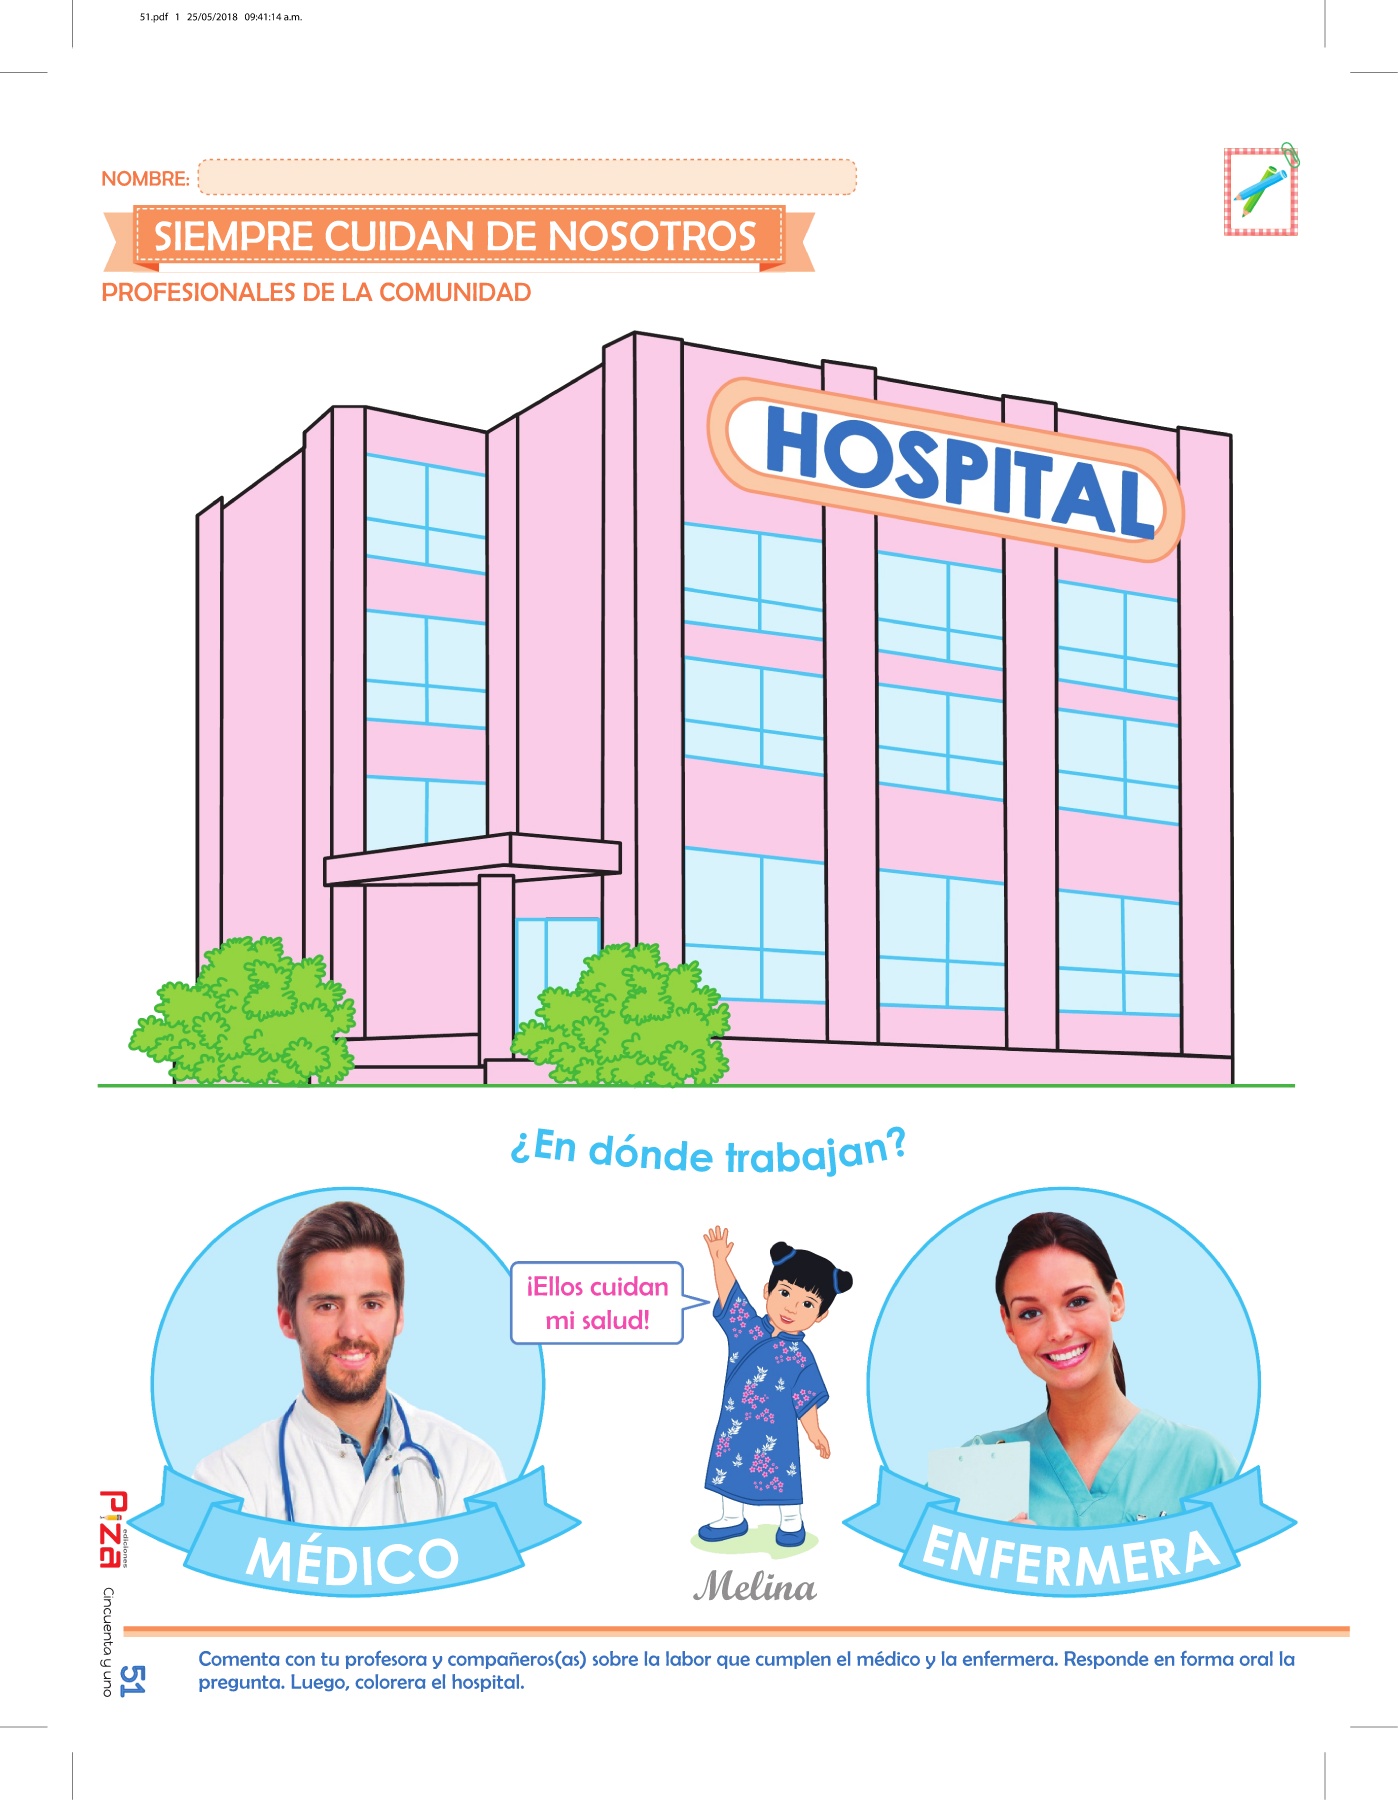 51.pdf 1 25/05/2018 09:41:14 a.m.
NOMBRE:
SIEMPRE CUIDAN DE NOSOTROS
PROFESIONALES DE LA COMUNIDAD
HOSPITAL
¿En dónde trabajan?
¡Ellos cuidan
mi salud!
MÉDICO
Melina
ENFERMERA
Piza
ediciones
Cincuenta y uno
51
Comenta con tu profesora y compañeros(as) sobre la labor que cumplen el médico y la enfermera. Responde en forma oral la
pregunta. Luego, colorera el hospital.